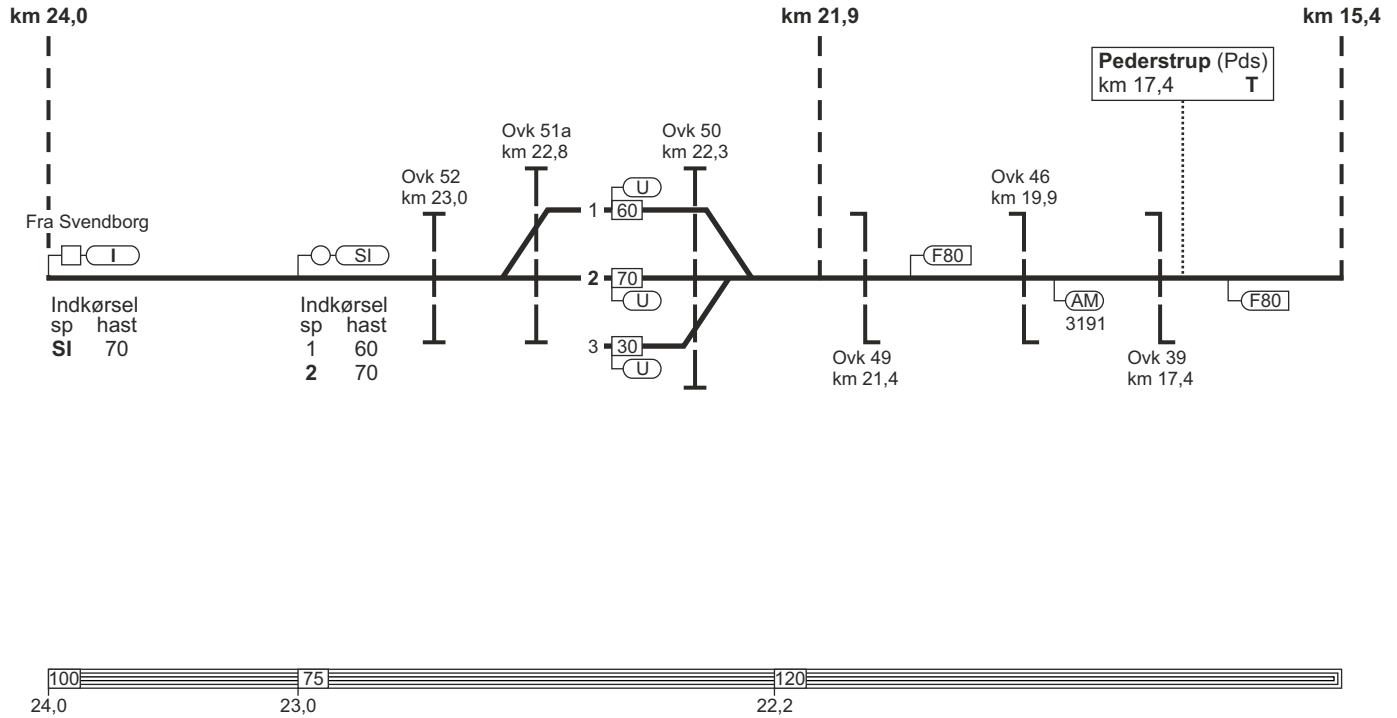 km 24,0
km 21,9
km 15,4
Pederstrup (Pds)
km 17,4 T
Ovk 51a
km 22,8
Ovk 50
km 22,3
Ovk 52
km 23,0
Ovk 46
km 19,9
U
1 60
Fra Svendborg
I
SI
F80
2 70
U
AM
3191
F80
Indkørsel
sp hast
SI 70
Indkørsel
sp hast
1 60
2 70
3 30
U
Ovk 49
km 21,4
Ovk 39
km 17,4
100
75
120
24,0
23,0
22,2